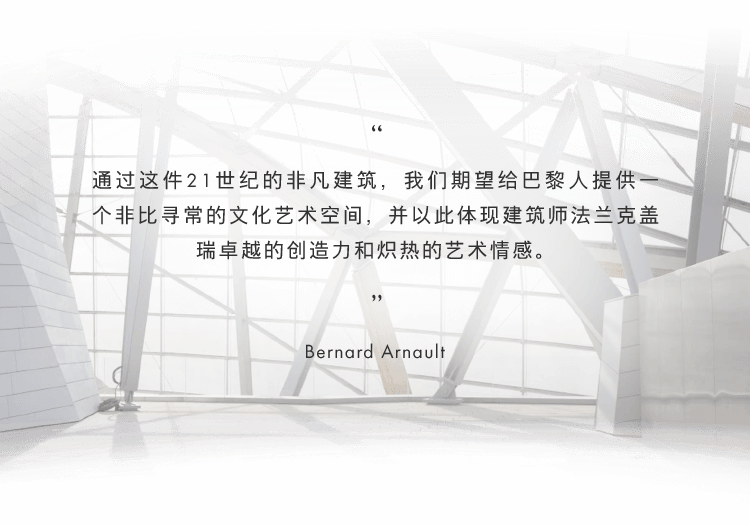 “
通过这件21世纪的非凡建筑，我们期望给巴黎人提供一
个非比寻常的文化艺术空间，并以此体现建筑师法兰克盖
瑞卓越的创造力和炽热的艺术情感。
”
Bernard Arnault